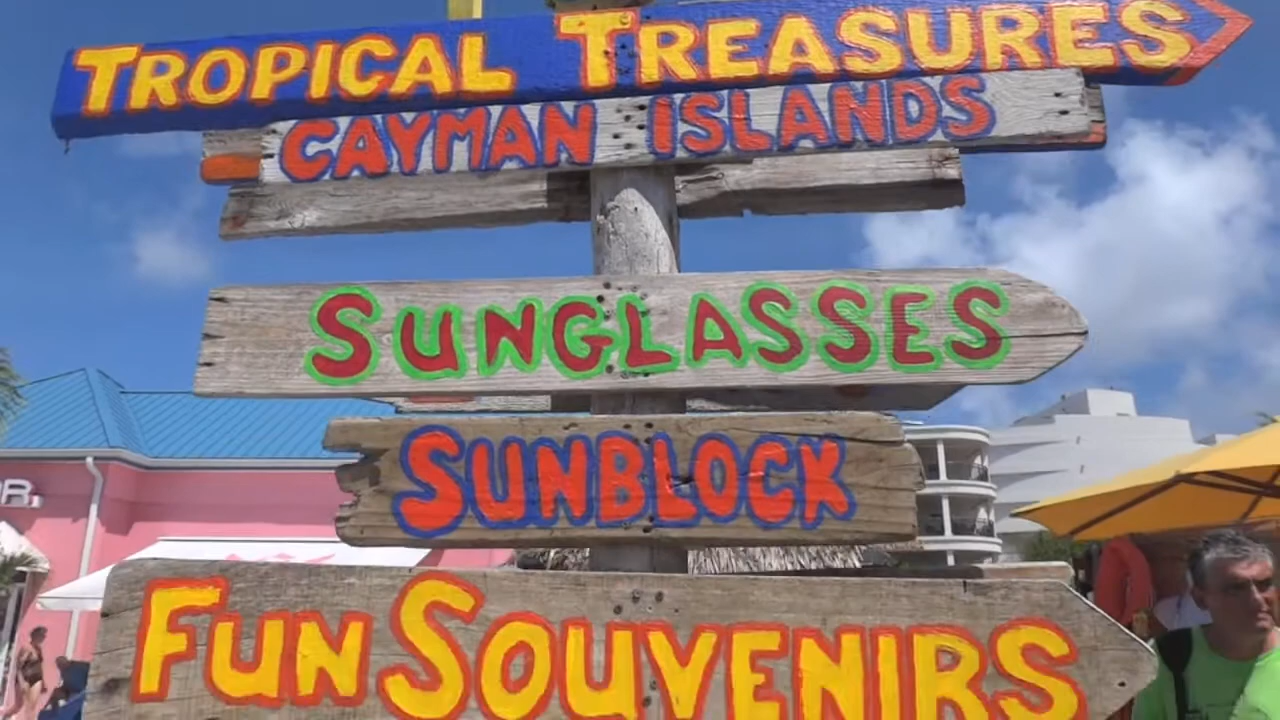 TROPICAL TREASURES
CAYMAN ISLANDS
SUNGLASSES
SUNBLOCK
FUN SOUVENIRS